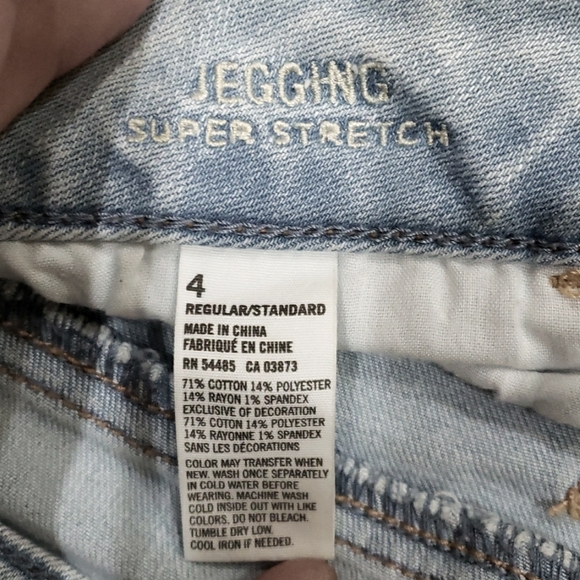 JEGGING
SUPER STRETCH
4
REGULAR/STANDARD
MADE IN CHINA
FABRIQUÉ EN CHINE
RN 54485 CA 03873
71% COTTON 14% POLYESTER
14% RAYON 1% SPANDEX
EXCLUSIVE OF DECORATION
71% COTON 14% POLYESTER
14% RAYONNE 1% SPANDEX
SANS LES DÉCORATIONS
COLOR MAY TRANSFER WHEN
NEW. WASH ONCE SEPARATELY
IN COLD WATER BEFORE
WEARING. MACHINE WASH
COLD INSIDE OUT WITH LIKE
COLORS. DO NOT BLEACH.
TUMBLE DRY LOW.
COOL IRON IF NEEDED.